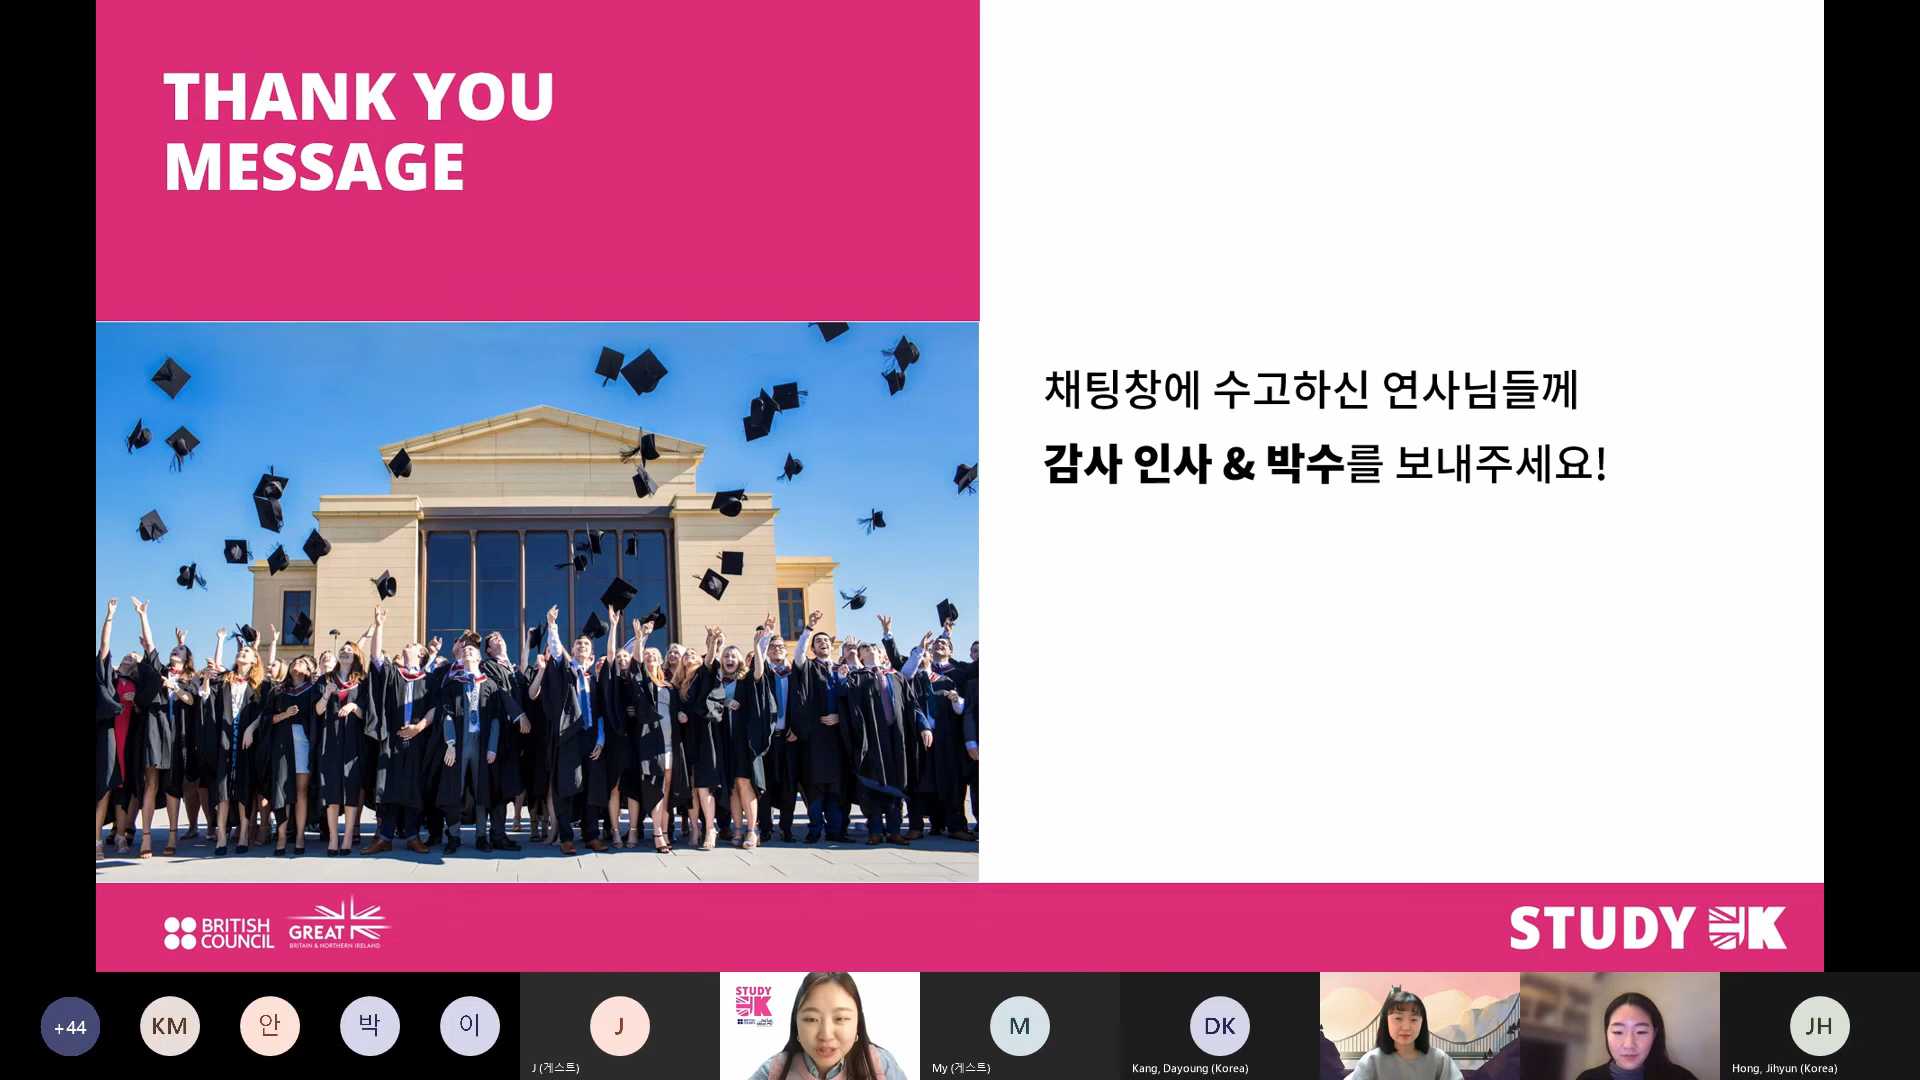 THANK YOU
MESSAGE
채팅창에 수고하신 연사님들께
감사 인사 & 박수를 보내주세요!
BRITISH
COUNCIL
GREAT
BRITAIN & NORTHERN IRELAND
STUDY UK
+44
KM
안
박
이
J
J (게스트)
STUDY
UK
M
My (게스트)
DK
Kang, Dayoung (Korea)
JH
Hong, Jihyun (Korea)